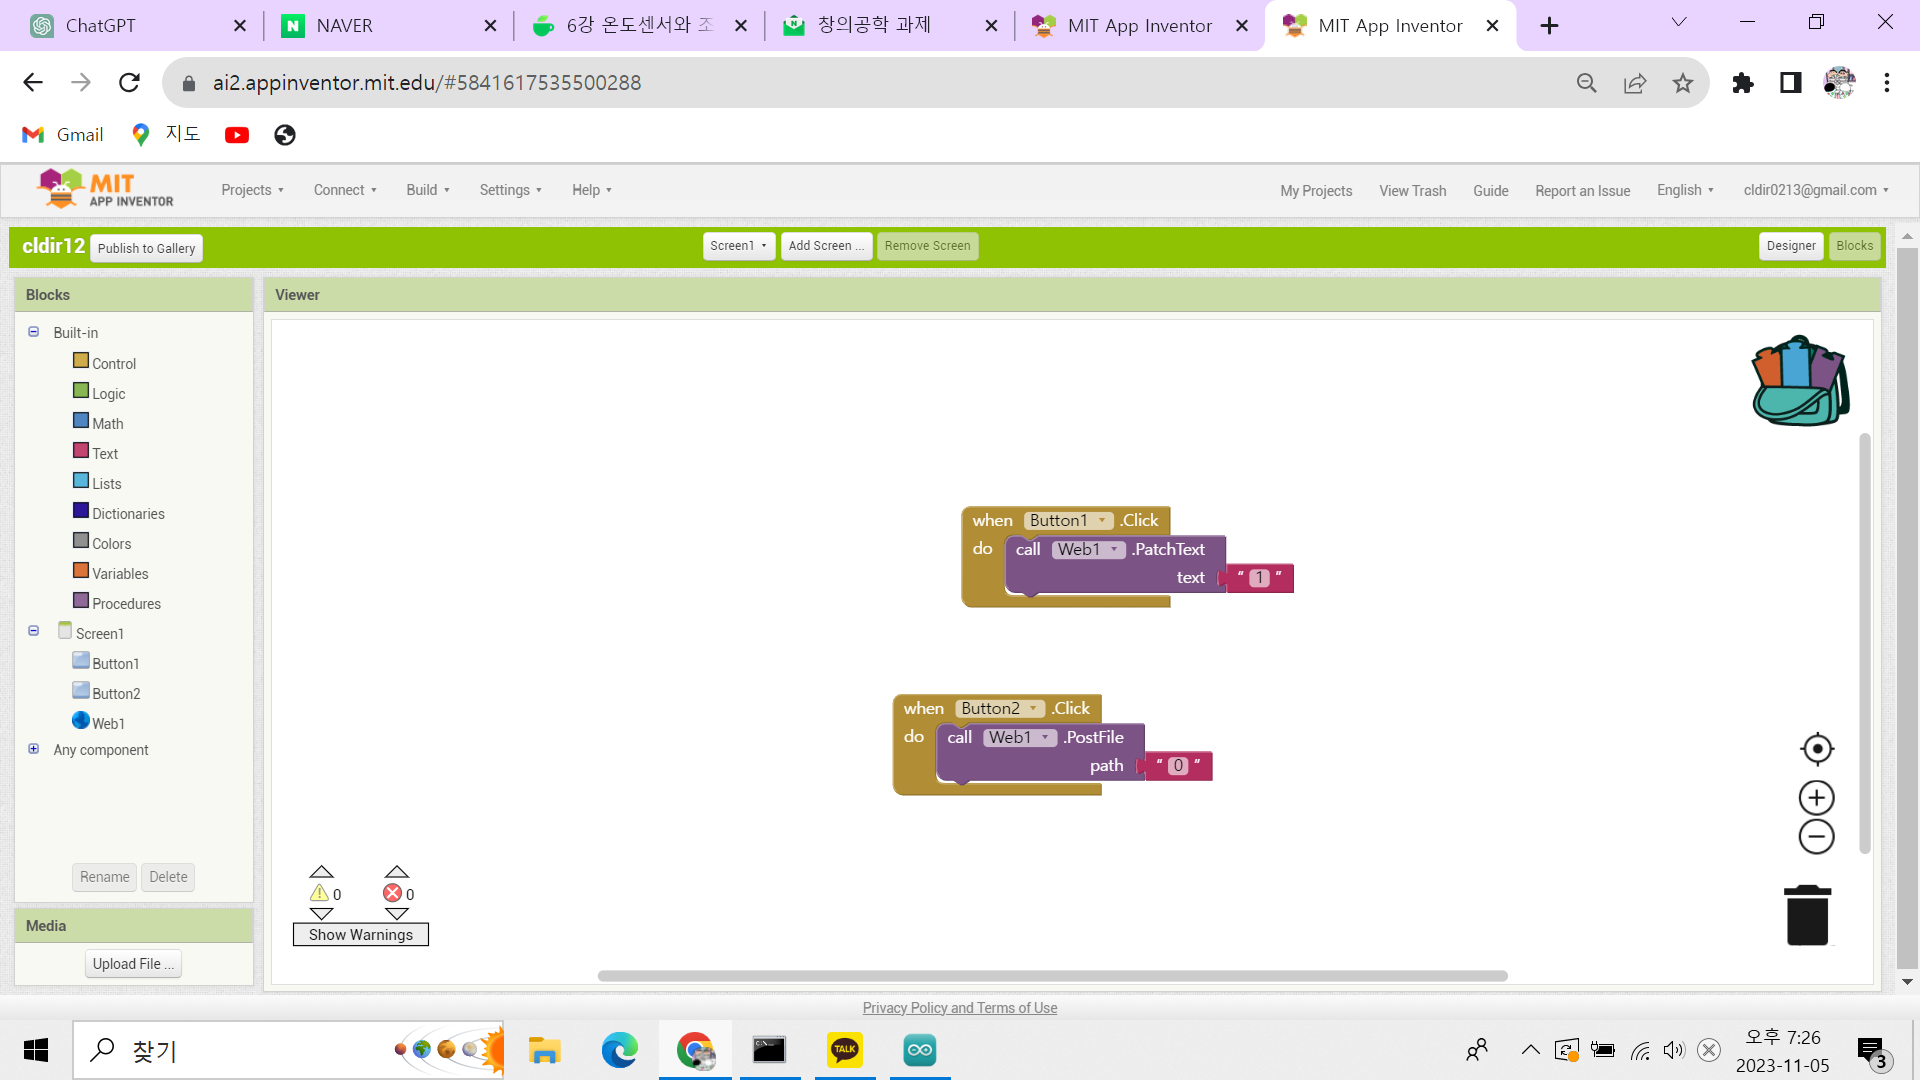 ChatGPT
NAVER
6강 온도센서와 조
창의공학 과제
MIT App Inventor
MIT App Inventor
ai2.appinventor.mit.edu/#5841617535500288
Gmail
지도
MIT
APP INVENTOR
Projects
Connect
Build
Settings
Help
My Projects
View Trash
Guide
Report an Issue
English
cldir0213@gmail.com
cldir12
Publish to Gallery
Screen1
Add Screen ...
Remove Screen
Designer
Blocks
Blocks
Viewer
Built-in
Control
Logic
Math
Text
Lists
Dictionaries
Colors
Variables
Procedures
Screen1
Button1
Button2
Web1
Any component
Rename
Delete
Media
Upload File ...
when Button1 .Click
do call Web1 .PatchText
text " 1 "
when Button2 .Click
do call Web1 .PostFile
path " 0 "
0
0
Show Warnings
Privacy Policy and Terms of Use
찾기
TALK
오후 7:26
2023-11-05
3